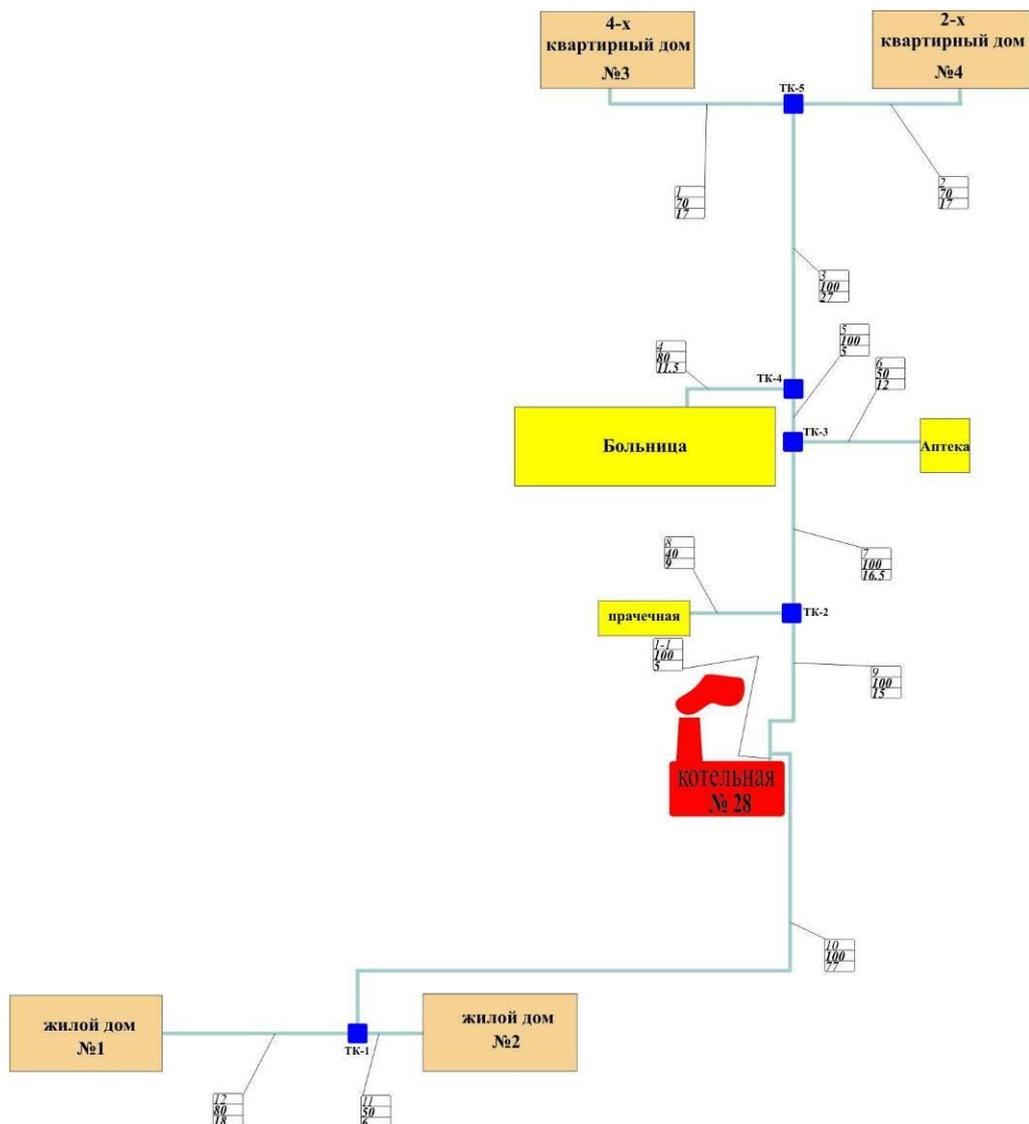 4-х
квартирный дом
№3
2-х
квартирный дом
№4
ТК-5
1
70
17
2
70
17
3
100
27
5
100
5
4
80
11.5
6
50
12
ТК-4
ТК-3
Больница
Аптека
8
40
9
7
100
16.5
прачечная
ТК-2
1-1
100
5
9
100
15
котельная
№ 28
10
100
77
жилой дом
№1
жилой дом
№2
ТК-1
12
80
18
11
50
6